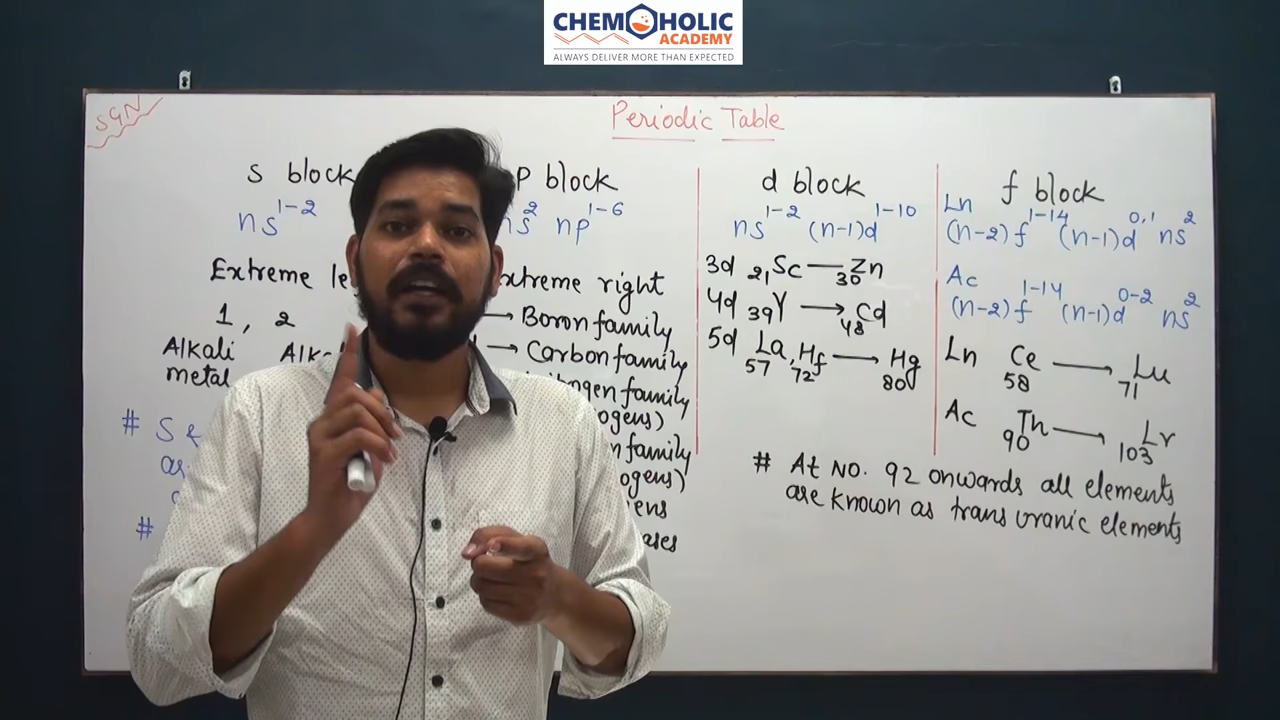 CHEMOHOLIC
ACADEMY
ALWAYS DELIVER MORE THAN EXPECTED
SGN
Periodic Table
s block
ns¹⁻²
Extreme
1, 2
Alkali
metal
# S &
#
P block
ns² np¹⁻⁶
extreme right
→ Boron family
→ Carbon family
family
ogens)
family
ogens)
d block
ns¹⁻² (n-1)d¹⁻¹⁰
3d ₂₁Sc — ₃₀Zn
4d ₃₉Y → ₄₈Cd
5d ₅₇La, ₇₂Hf → ₈₀Hg
f block
Ln
(n-2)f¹⁻¹⁴ (n-1)d⁰,¹ ns²
Ac
(n-2)f¹⁻¹⁴ (n-1)d⁰⁻² ns²
Ln ₅₈Ce → ₇₁Lu
Ac ₉₀Th → ₁₀₃Lr
# At NO. 92 onwards all elements
are known as trans uranic elements